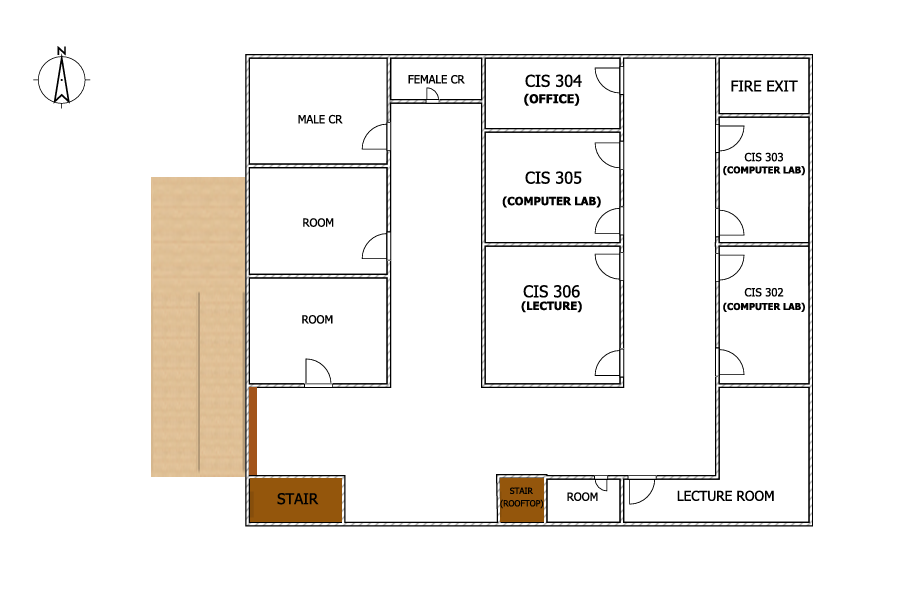 N
FEMALE CR
CIS 304
(OFFICE)
FIRE EXIT
MALE CR
CIS 303
(COMPUTER LAB)
CIS 305
(COMPUTER LAB)
ROOM
CIS 306
(LECTURE)
CIS 302
(COMPUTER LAB)
ROOM
STAIR
STAIR
(ROOFTOP)
ROOM
LECTURE ROOM